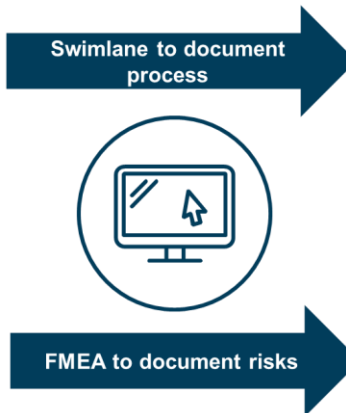 Swimlane to document
process
FMEA to document risks